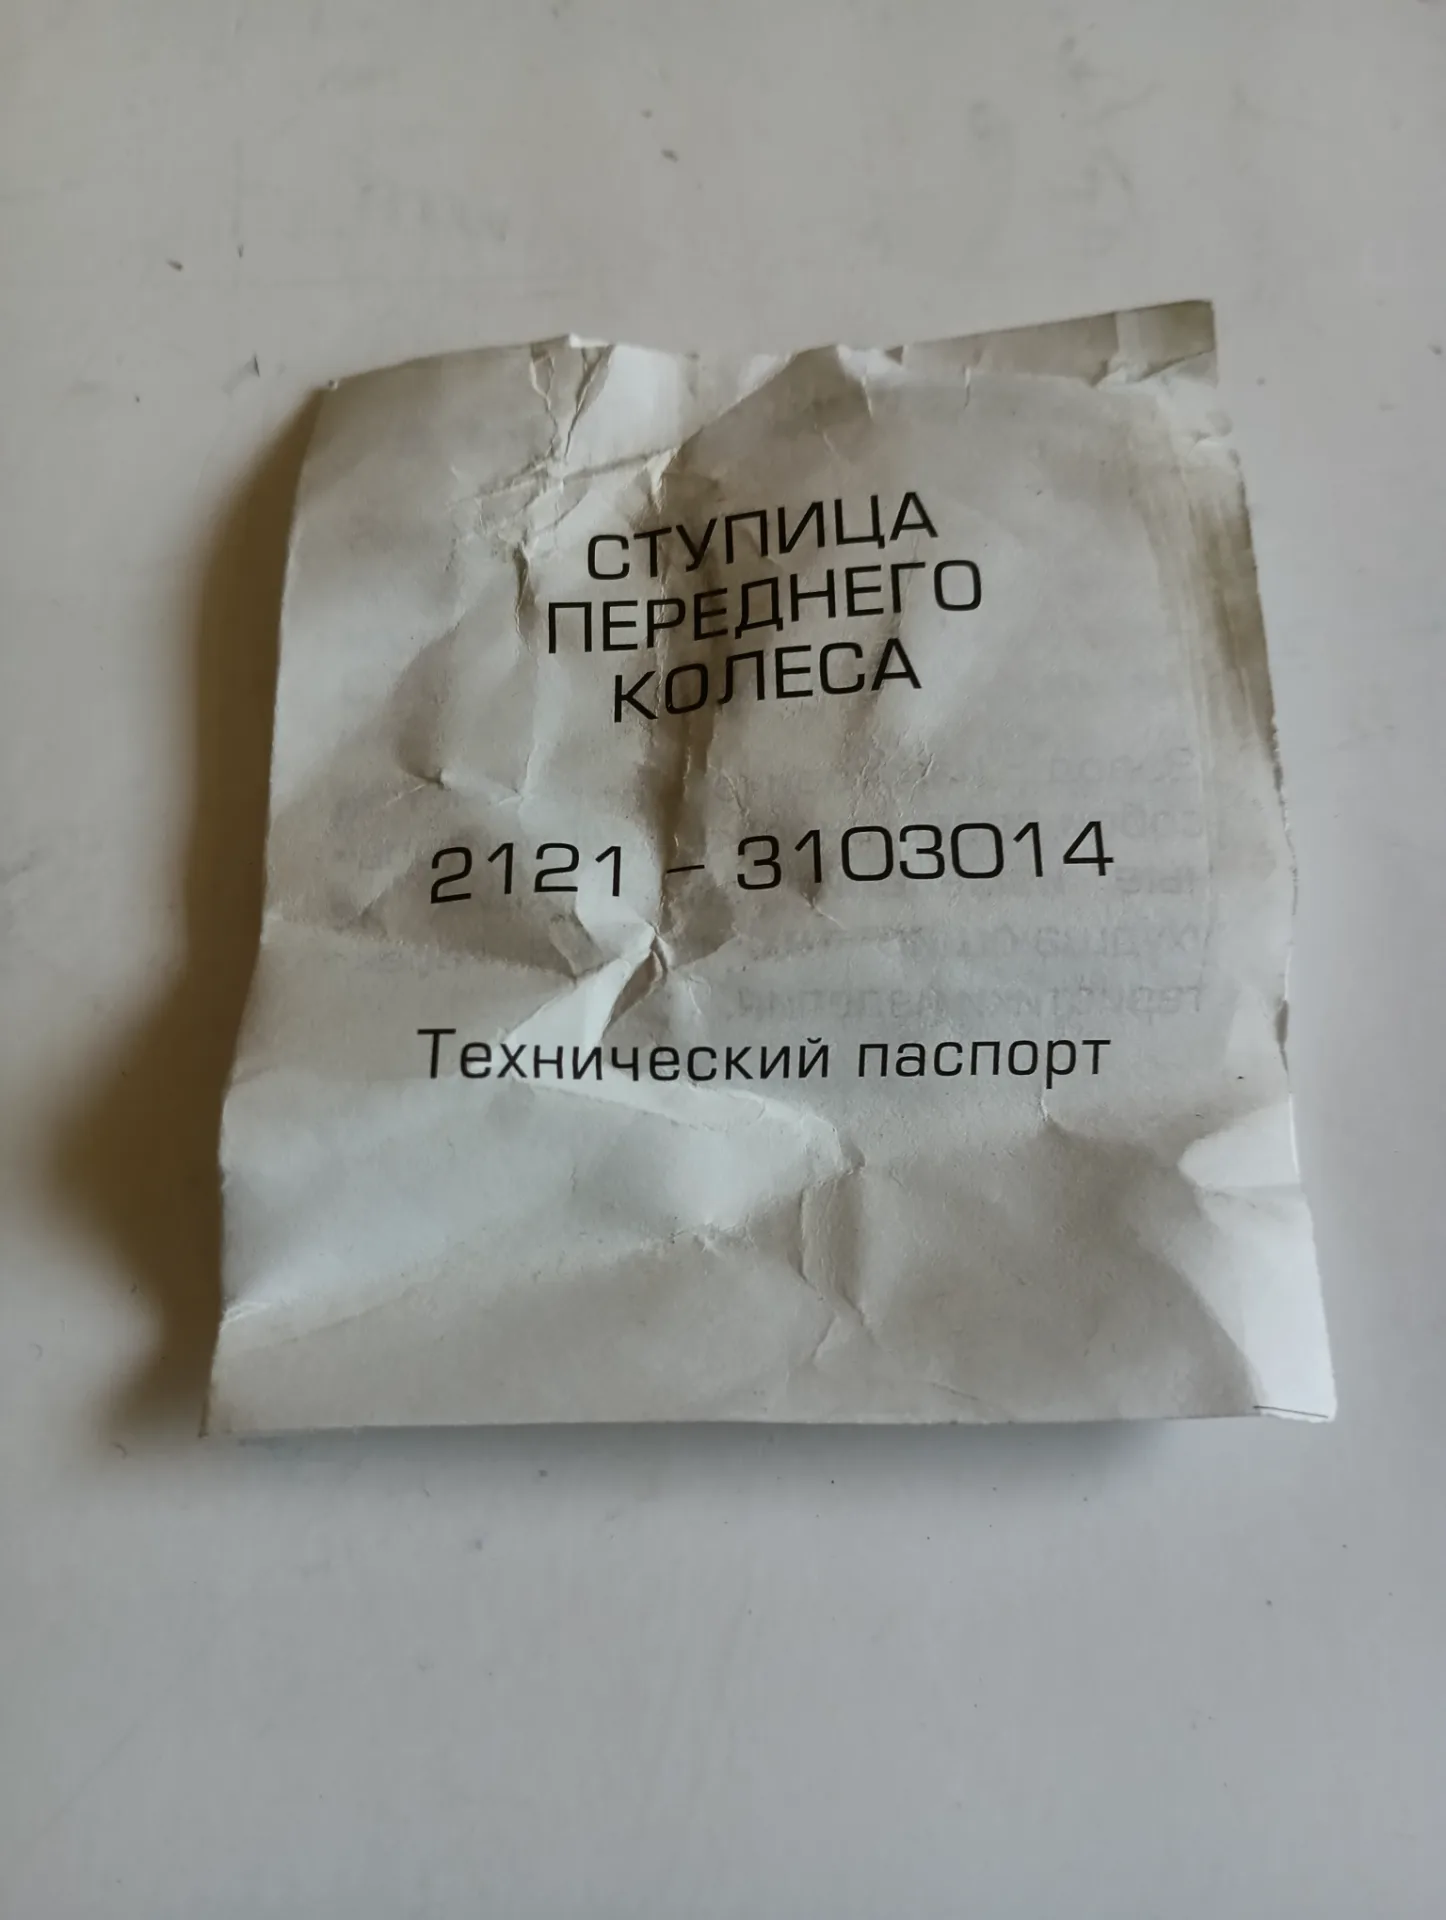 СТУПИЦА
ПЕРЕДНЕГО
КОЛЕСА
2121 – 3103014
Технический паспорт